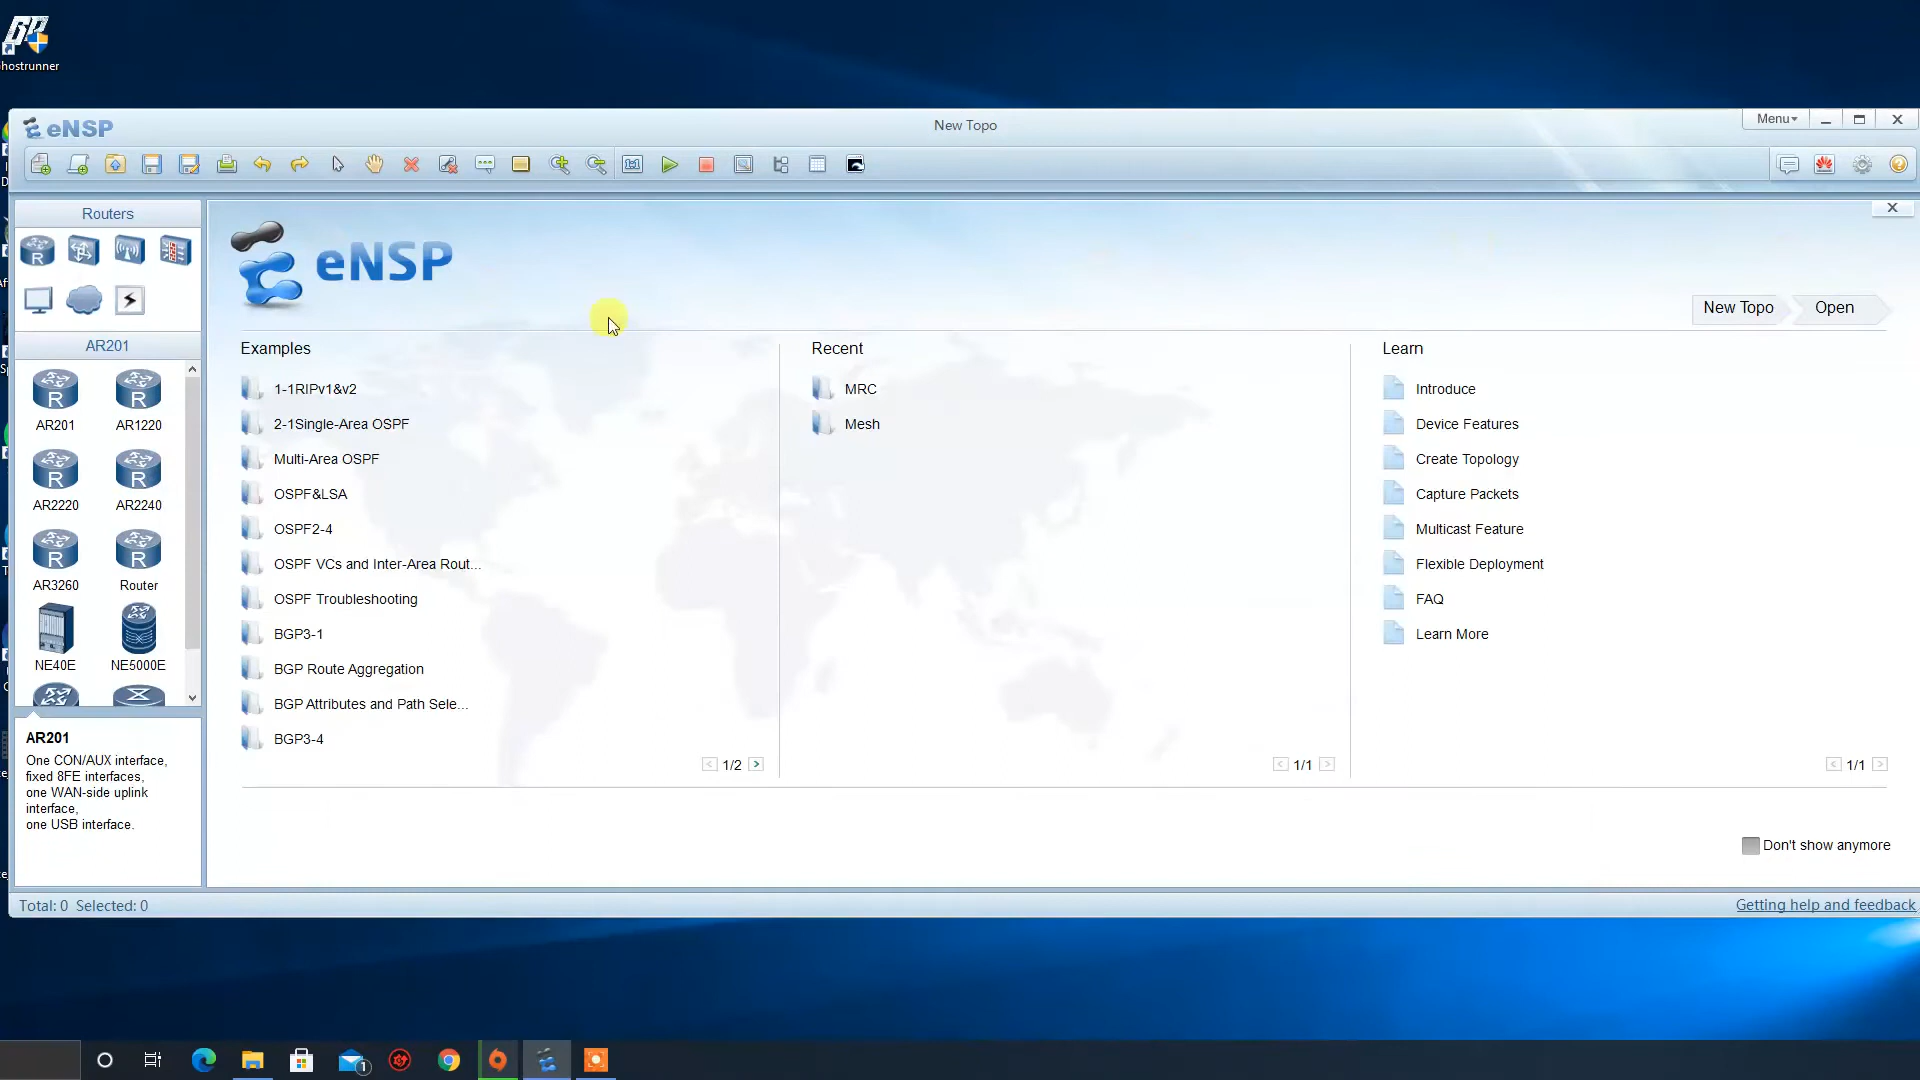 hostrunner
eNSP
New Topo
Menu
Routers
AR201
AR201
AR1220
AR2220
AR2240
AR3260
Router
NE40E
NE5000E
AR201
One CON/AUX interface,
fixed 8FE interfaces,
one WAN-side uplink
interface,
one USB interface.
eNSP
New Topo
Open
Examples
1-1RIPv1&v2
2-1Single-Area OSPF
Multi-Area OSPF
OSPF&LSA
OSPF2-4
OSPF VCs and Inter-Area Rout...
OSPF Troubleshooting
BGP3-1
BGP Route Aggregation
BGP Attributes and Path Sele...
BGP3-4
< 1/2 >
Recent
MRC
Mesh
< 1/1 >
Learn
Introduce
Device Features
Create Topology
Capture Packets
Multicast Feature
Flexible Deployment
FAQ
Learn More
< 1/1 >
Don't show anymore
Total: 0 Selected: 0
Getting help and feedback
1